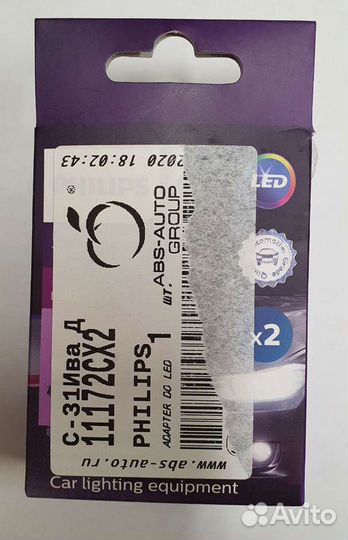 PHILIPS
LED
x2
2020 18:02:43
®
ABS-AUTO
GROUP
шт.
1
С-31Ива Д
11172CX2
PHILIPS
ADAPTER DO LED
www.abs-auto.ru
www.
Car lighting equipment
Avito